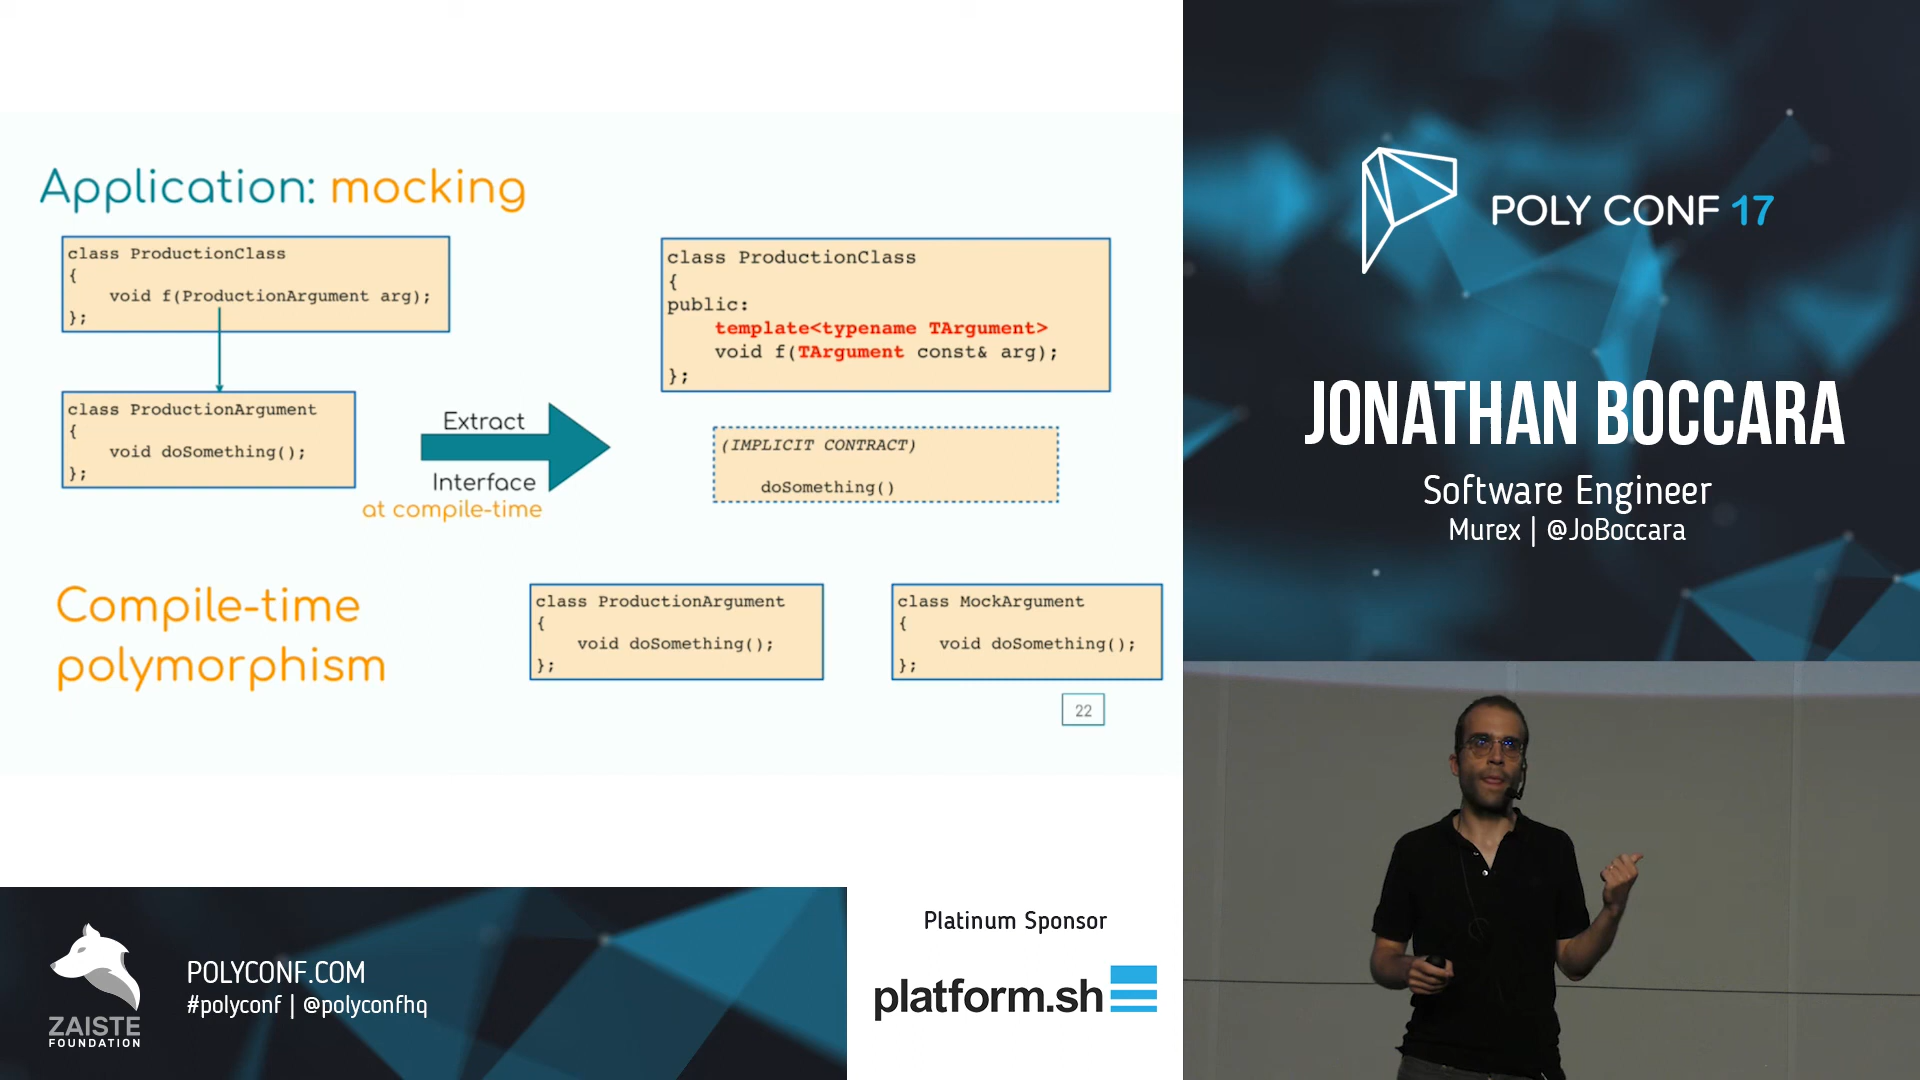 Application: mocking
class ProductionClass
{
void f(ProductionArgument arg);
};
class ProductionArgument
{
void doSomething();
};
Extract
Interface
at compile-time
class ProductionClass
{
public:
template<typename TArgument>
void f(TArgument const& arg);
};
(IMPLICIT CONTRACT)
doSomething()
Compile-time
polymorphism
class ProductionArgument
{
void doSomething();
};
class MockArgument
{
void doSomething();
};
22
POLY CONF 17
JONATHAN BOCCARA
Software Engineer
Murex | @JoBoccara
ZAISTE
FOUNDATION
POLYCONF.COM
#polyconf | @polyconfhq
Platinum Sponsor
platform.sh